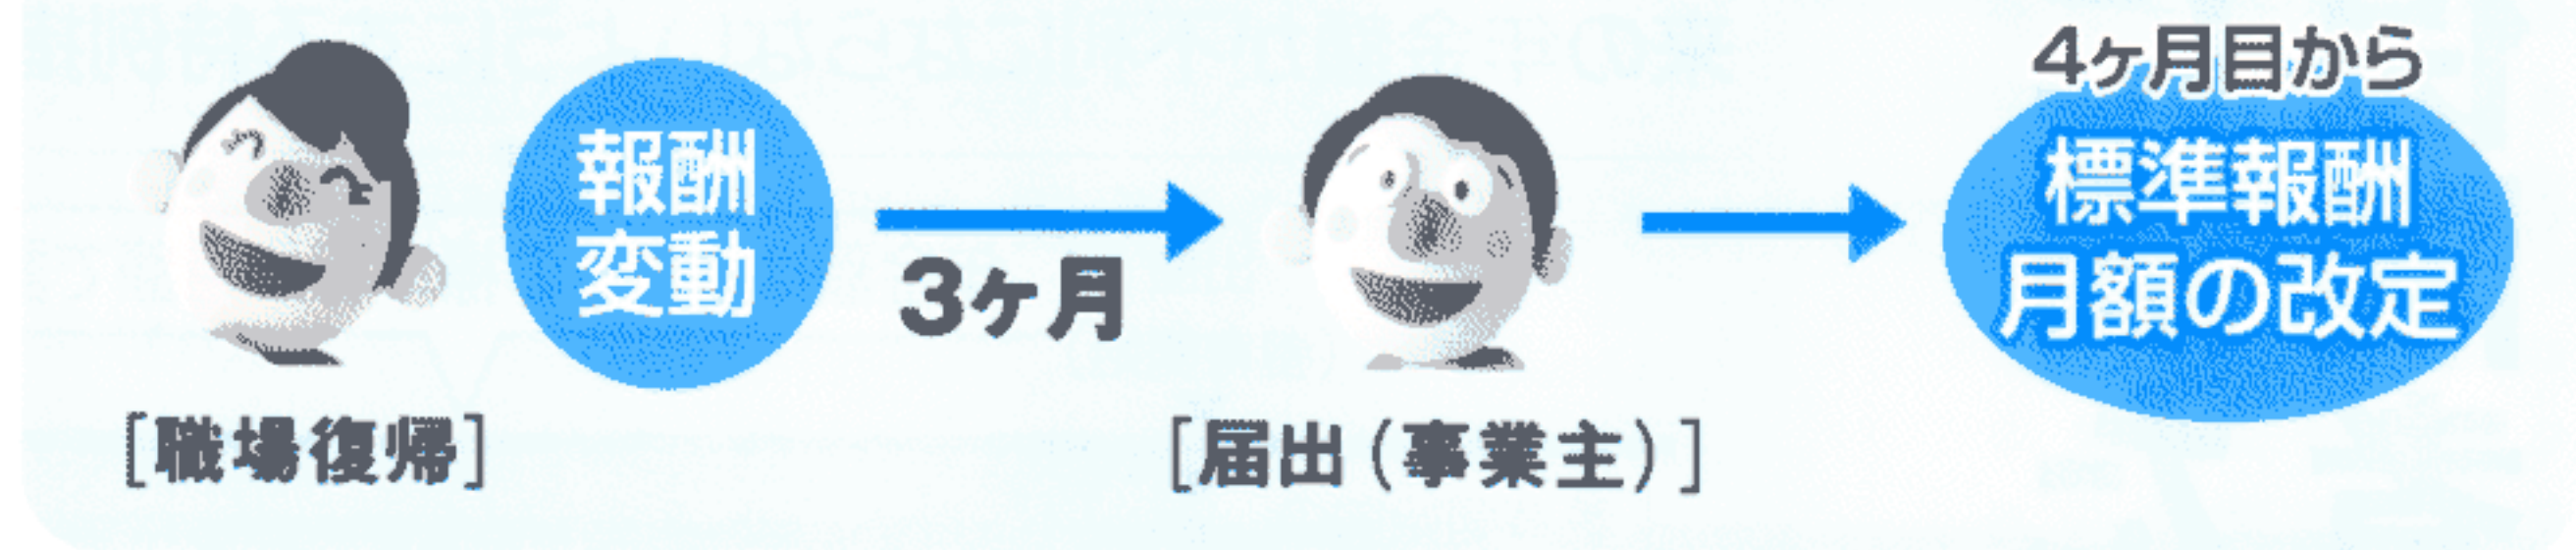 報酬
変動
3ヶ月
4ヶ月目から
標準報酬
月額の改定
[職場復帰]
[届出(事業主)]